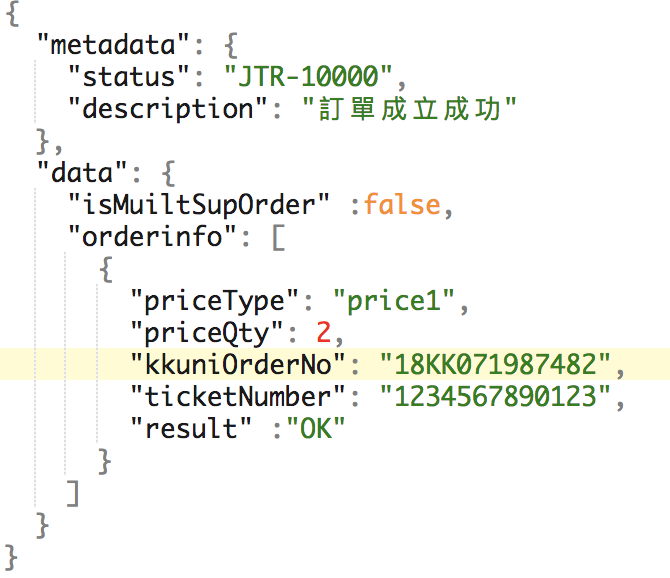 {
  "metadata": {
    "status": "JTR-10000",
    "description": "訂單成立成功"
  },
  "data": {
    "isMuiltSupOrder" :false,
    "orderinfo": [
      {
        "priceType": "price1",
        "priceQty": 2,
        "kkuniOrderNo": "18KK071987482",
        "ticketNumber": "1234567890123",
        "result" :"OK"
      }
    ]
  }
}